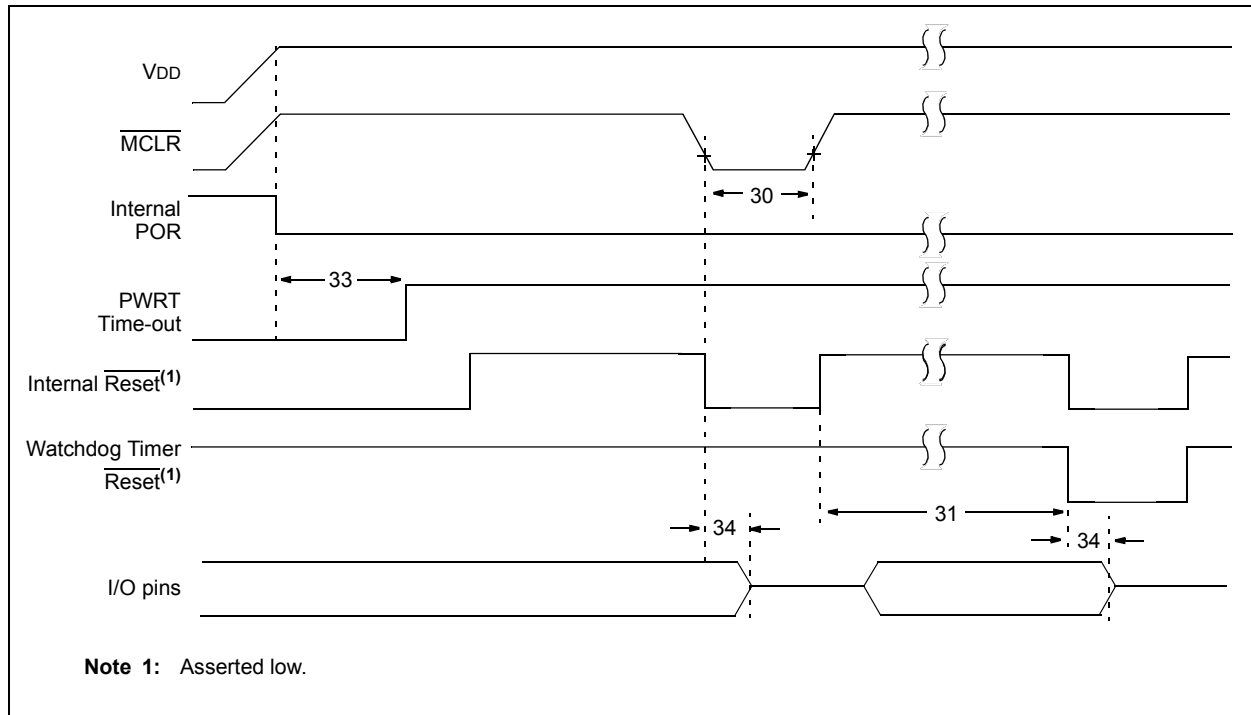 VDD
MCLR
30
Internal
POR
33
PWRT
Time-out
Internal Reset(1)
Watchdog Timer
Reset(1)
31
34
34
I/O pins
Note 1: Asserted low.